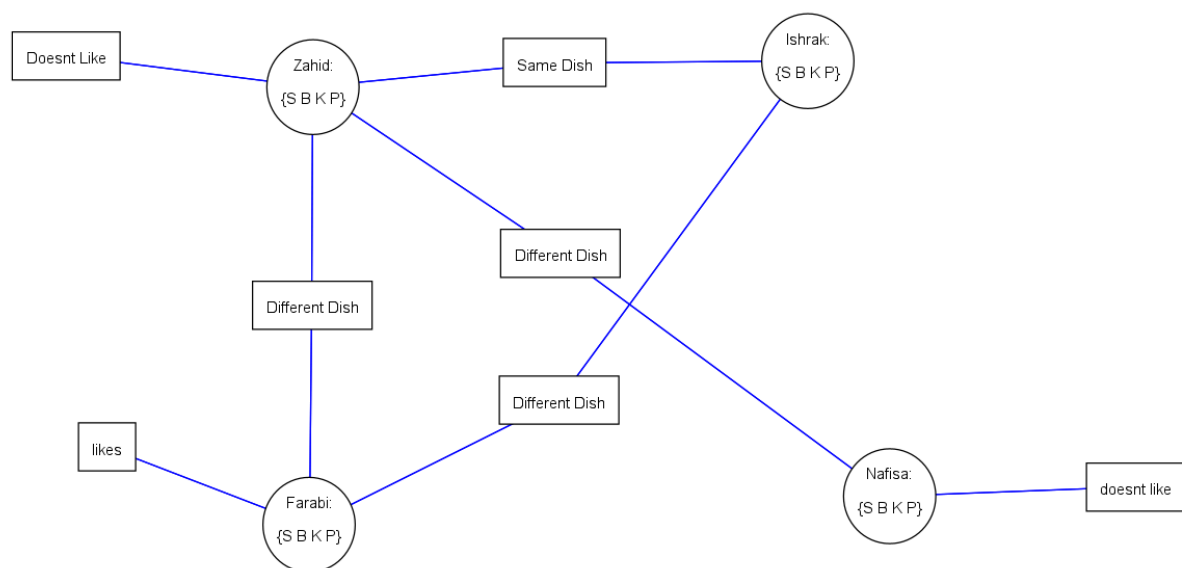 Doesnt Like
Zahid:
{S B K P}
Same Dish
Ishrak:
{S B K P}
Different Dish
Different Dish
Different Dish
likes
Farabi:
{S B K P}
Nafisa:
{S B K P}
doesnt like